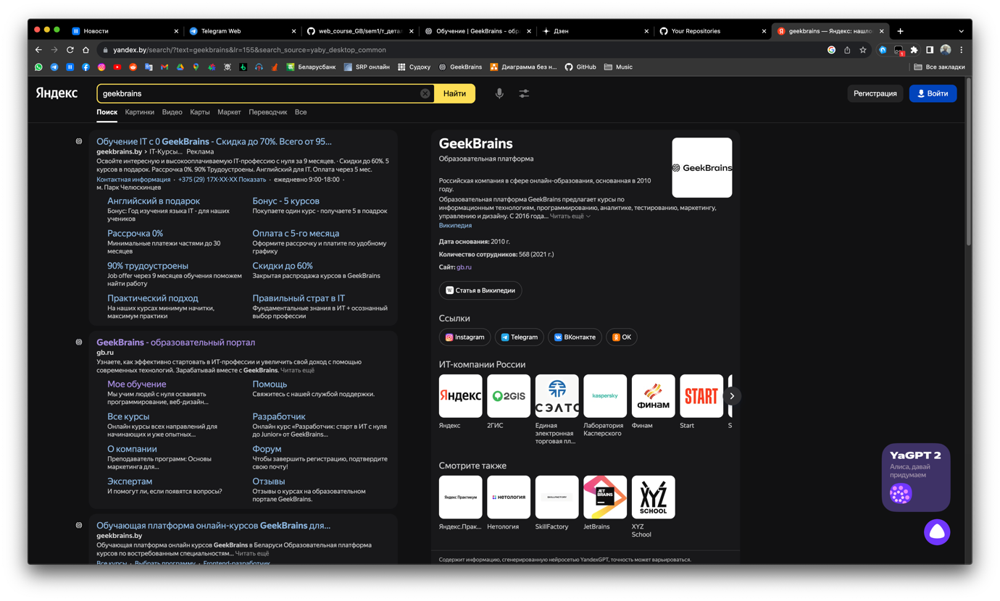 Новости
Telegram Web
web_course_GB/sem1/т_детал
Обучение | GeekBrains - обр
Дзен
Your Repositories
geekbrains — Яндекс: нашло
yandex.by/search/?text=geekbrains&lr=155&search_source=yaby_desktop_common
Беларусбанк
SRP онлайн
Судоку
GeekBrains
Диаграмма без н...
GitHub
Music
Все закладки
Яндекс
geekbrains
Найти
Регистрация
Войти
Поиск Картинки Видео Карты Маркет Переводчик Все
Обучение IT с 0 GeekBrains - Скидка до 70%. Всего от 95...
geekbrains.by › IT-Курсы... Реклама
Освойте интересную и высокооплачиваемую IT-профессию с нуля за 9 месяцев. · Скидки до 60%. 5
курсов в подарок. Рассрочка 0%. 90% Трудоустроены. Английский для IT. Оплата через 5 мес.
Контактная информация · +375 (29) 17X-XX-XX Показать · ежедневно 9:00-18:00 ·
м. Парк Челюскинцев
Английский в подарок
Бонус: Год изучения языка IT - для наших
учеников
Бонус - 5 курсов
Покупаете один курс - получаете 5 в поадрок
Рассрочка 0%
Минимальные платежи частями до 30
месяцев
Оплата с 5-го месяца
Оформите рассрочку и платите по удобному
графику
90% трудоустроены
Job offer через 9 месяцев обучения поможем
найти работу
Скидки до 60%
Закрытая распродажа курсов в GeekBrains
Практический подход
На наших курсах минимум начитки,
максимум практики
Правильный страт в IT
Фундаментальные знания в ИТ + осознанный
выбор профессии
GeekBrains - образовательный портал
gb.ru
Узнаете, как эффективно стартовать в ИТ-профессии и увеличить свой доход с помощью
современных технологий. Зарабатывай вместе с GeekBrains. Читать ещё
Мое обучение
Мы учим людей с нуля осваивать
программирование, веб-дизайн...
Помощь
Свяжитесь с нашей службой поддержки.
Все курсы
Онлайн курсы всех направлений для
начинающих и уже опытных...
Разработчик
Онлайн курс «Разработчик: старт в ИТ с нуля
до Junior» от GeekBrains...
О компании
Преподаватель программ: Основы
маркетинга для...
Форум
Чтобы завершить регистрацию, подтвердите
свою почту!
Экспертам
И помогут ли, если появятся вопросы?
Отзывы
Отзывы о курсах на образовательном
портале GeekBrains.
Обучающая платформа онлайн-курсов GeekBrains для...
geekbrains.by
Обучающая платформа онлайн курсов GeekBrains в Беларуси Образовательная платформа
курсов по востребованным специальностям... Читать ещё
Все курсы · Выбрать программу · Frontend-разработчик
GeekBrains
Образовательная платформа
GeekBrains
Российская компания в сфере онлайн-образования, основанная в 2010
году.
Образовательная платформа GeekBrains предлагает курсы по
информационным технологиям, программированию, аналитике, тестированию, маркетингу,
управлению и дизайну. С 2016 года... Читать ещё
Википедия
Дата основания: 2010 г.
Количество сотрудников: 568 (2021 г.)
Сайт: gb.ru
W Статья в Википедии
Ссылки
Instagram Telegram ВКонтакте ОК
ИТ-компании России
Яндекс 2GIS СЭЛТС kaspersky ФИНАМ START
Яндекс
2ГИС
Единая
электронная
торговая пл...
Лаборатория
Касперского
Финам
Start
S
Смотрите также
Яндекс Практикум
нетология
SKILLFACTORY
JET
BRAINS
XYZ
SCHOOL
Яндекс.Прак...
Нетология
SkillFactory
JetBrains
XYZ
School
Содержит информацию, сгенерированную нейросетью YandexGPT, точность может варьироваться.
YaGPT 2
Алиса, давай
придумаем